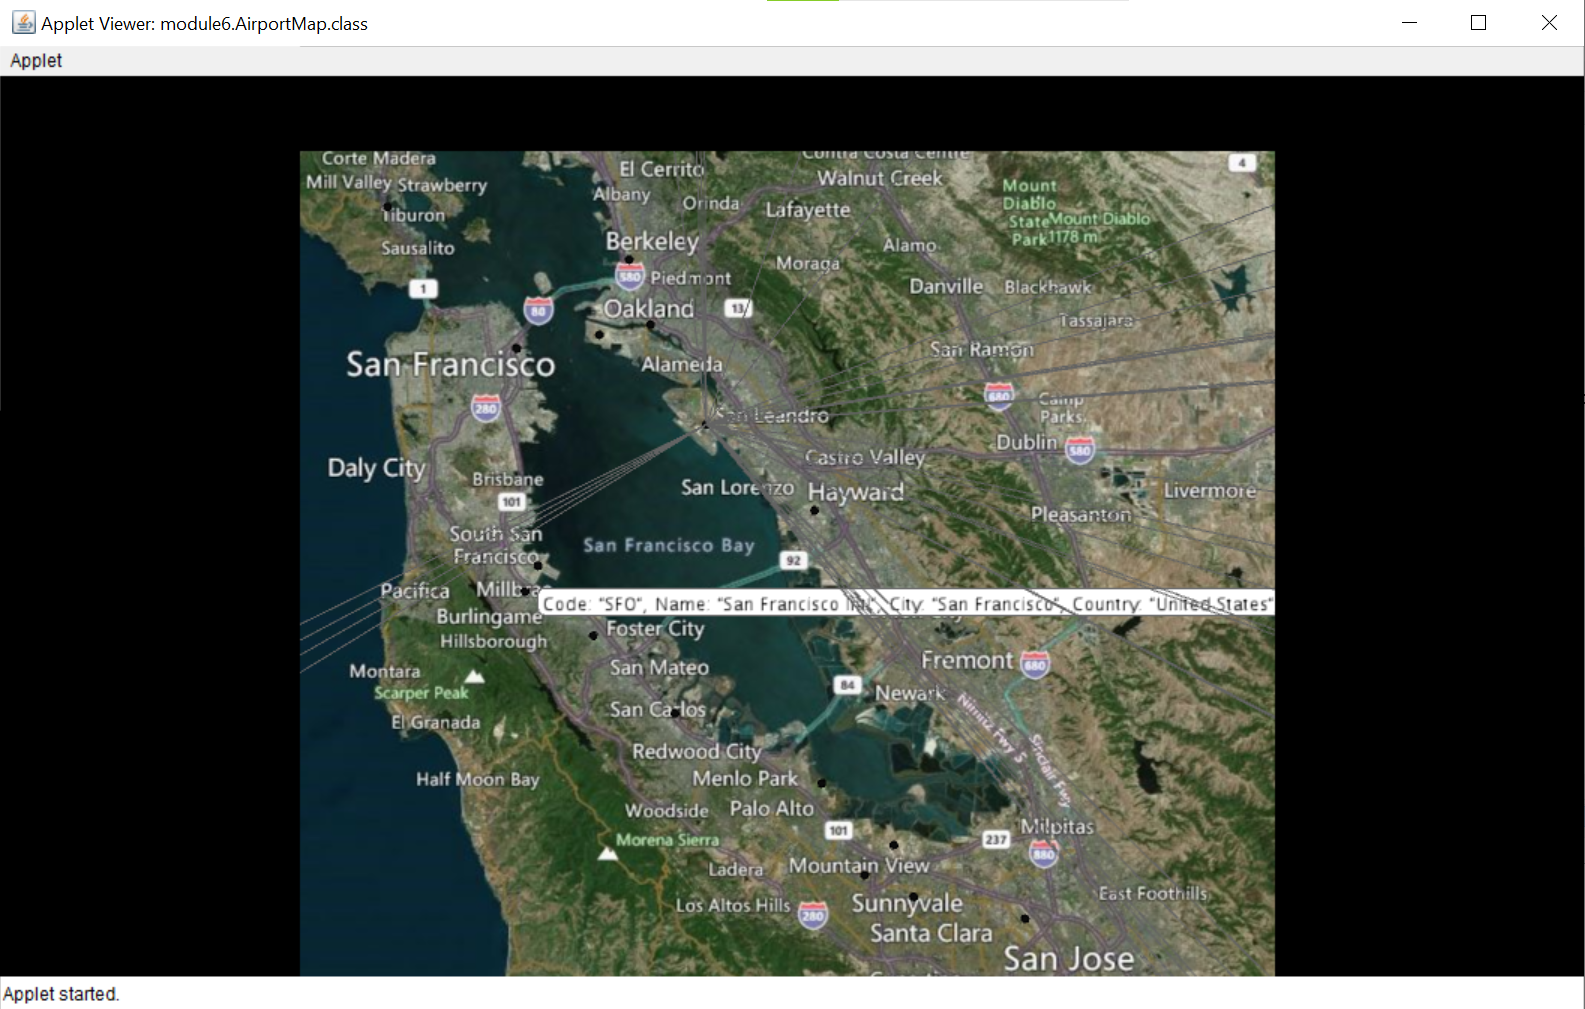 Applet Viewer: module6.AirportMap.class
Applet
Corte Madera
El Cerrito
Contra Costa Centre
4
Mill Valley Strawberry
Albany
Walnut Creek
Mount
Diablo
State
Park
Mount Diablo
1178 m
Tiburon
Orinda
Lafayette
Sausalito
Berkeley
Alamo
Moraga
580
Piedmont
1
Danville
Blackhawk
80
Oakland
13
Tassajara
San Francisco
Alameda
San Ramon
280
680
Camp
Parks
San Leandro
Daly City
Castro Valley
Dublin
580
Brisbane
San Lorenzo
Hayward
Livermore
101
Pleasanton
South San
Francisco
San Francisco Bay
92
Pacifica
Code: "SFO", Name: "San Francisco Intl", City: "San Francisco", Country: "United States"
Burlingame
Foster City
Hillsborough
Fremont
680
Montara
San Mateo
Scarper Peak
84
Newark
San Carlos
El Granada
Nimitz Fwy S
Sinclair Fwy
Redwood City
Half Moon Bay
Menlo Park
Woodside
Palo Alto
101
237
Milpitas
Morena Sierra
880
Ladera
Mountain View
East Foothills
Los Altos Hills
280
Sunnyvale
Santa Clara
San Jose
Applet started.